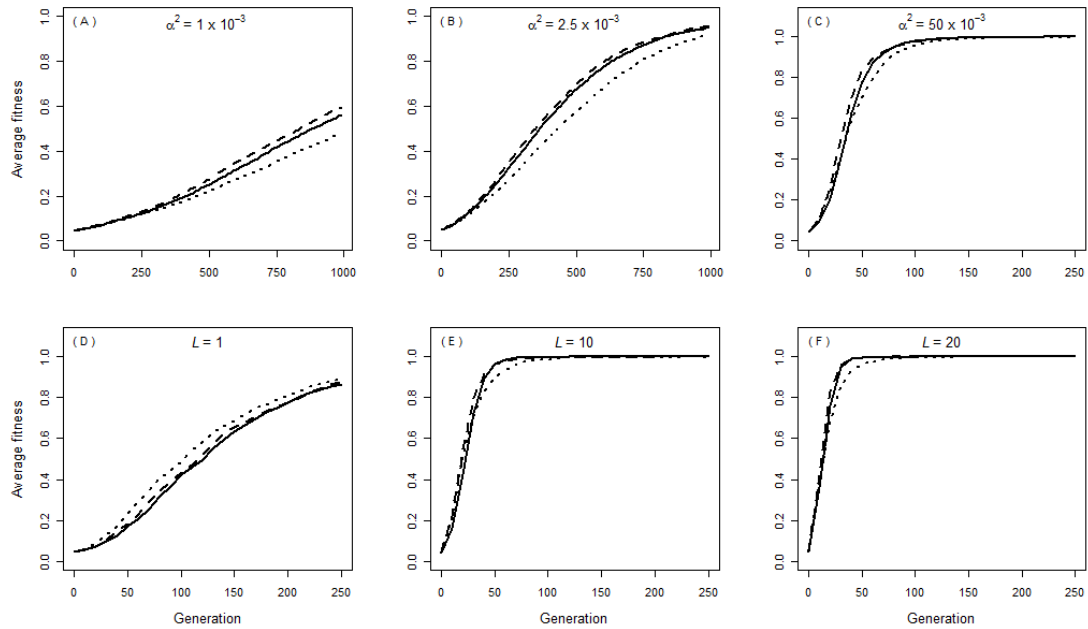 ( A )
α² = 1 x 10⁻³
Average fitness
0.0 0.2 0.4 0.6 0.8 1.0
0 250 500 750 1000
( B )
α² = 2.5 x 10⁻³
0.0 0.2 0.4 0.6 0.8 1.0
0 250 500 750 1000
( C )
α² = 50 x 10⁻³
0.0 0.2 0.4 0.6 0.8 1.0
0 50 100 150 200 250
( D )
L = 1
Average fitness
0.0 0.2 0.4 0.6 0.8 1.0
0 50 100 150 200 250
Generation
( E )
L = 10
0.0 0.2 0.4 0.6 0.8 1.0
0 50 100 150 200 250
Generation
( F )
L = 20
0.0 0.2 0.4 0.6 0.8 1.0
0 50 100 150 200 250
Generation